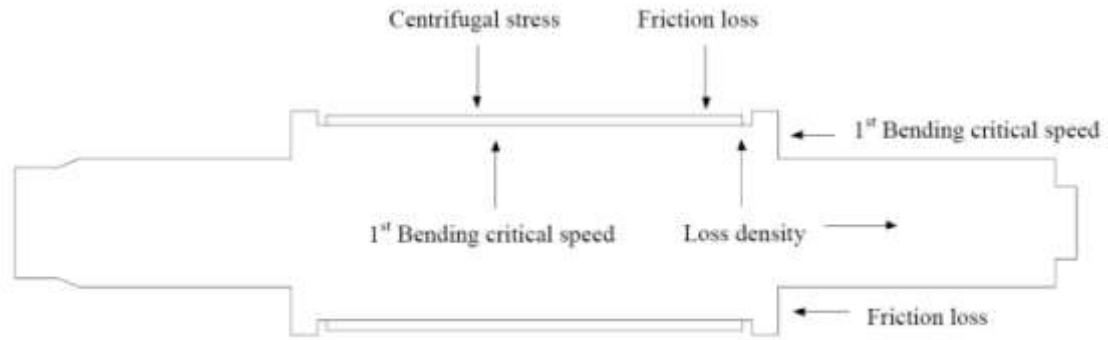 Centrifugal stress
Friction loss
1st Bending critical speed
1st Bending critical speed
Loss density
Friction loss